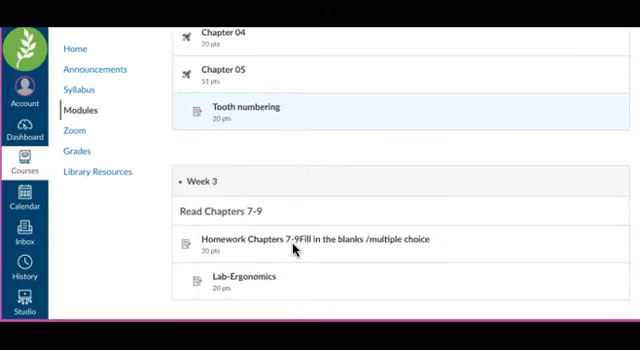 Account
Dashboard
Courses
Calendar
Inbox
History
Studio
Home
Announcements
Syllabus
Modules
Zoom
Grades
Library Resources
Chapter 04
20 pts
Chapter 05
51 pts
Tooth numbering
20 pts
Week 3
Read Chapters 7-9
Homework Chapters 7-9Fill in the blanks /multiple choice
20 pts
Lab-Ergonomics
20 pts